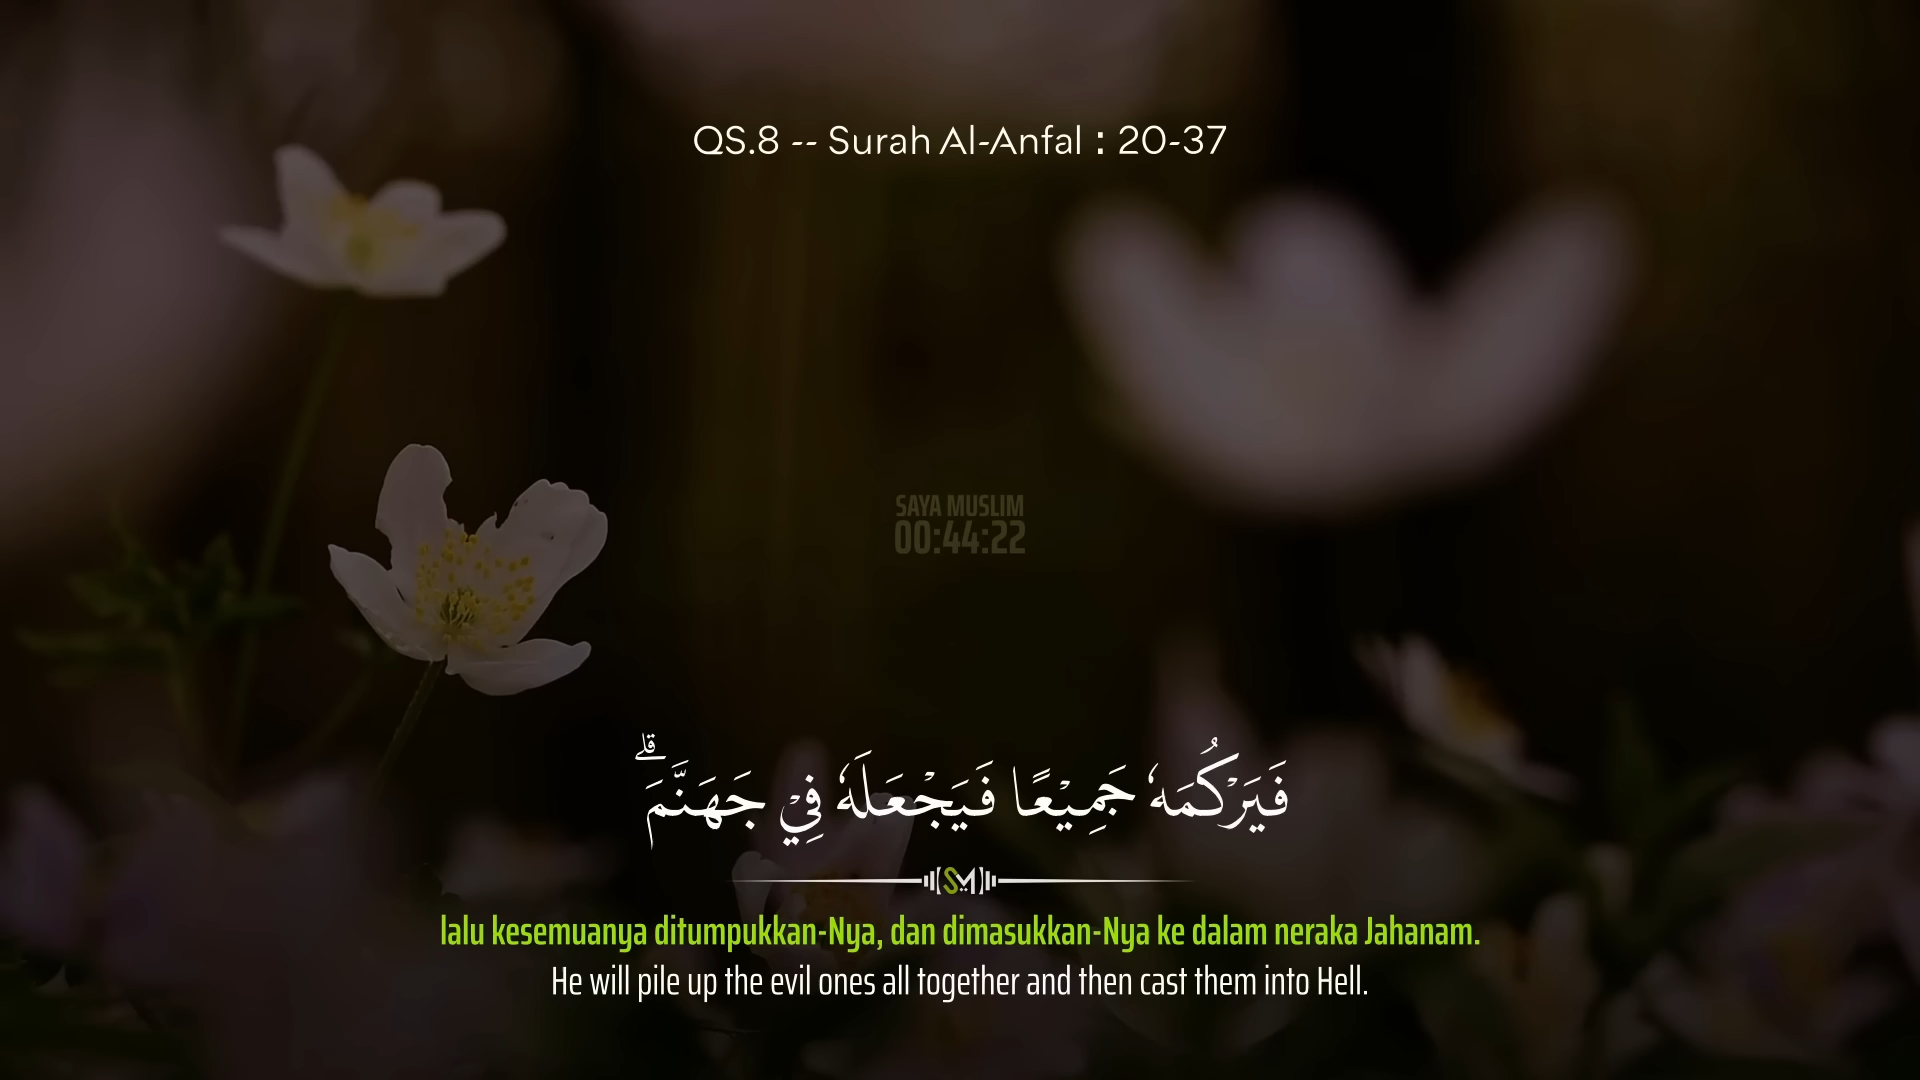 QS.8 -- Surah Al-Anfal : 20-37
SAYA MUSLIM
00:44:22
فَيَرْكُمَهٗ جَمِيْعًا فَيَجْعَلَهٗ فِيْ جَهَنَّمَۗ
SM
lalu kesemuanya ditumpukkan-Nya, dan dimasukkan-Nya ke dalam neraka Jahanam.
He will pile up the evil ones all together and then cast them into Hell.